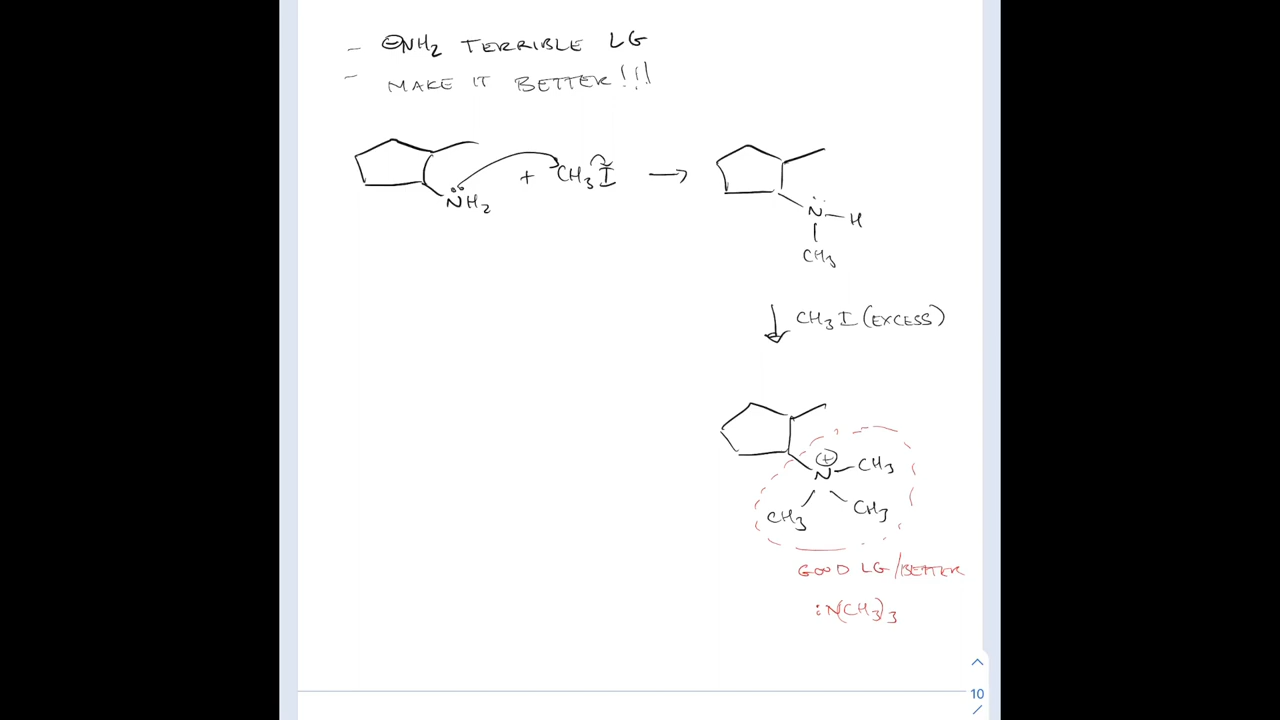 - ⊖NH2 TERRIBLE LG
- MAKE IT BETTER!!!
NH2 + CH3I →
N-H
CH3
CH3I (EXCESS)
⊕
N-CH3
CH3 CH3
GOOD LG/BETTER
:N(CH3)3
10